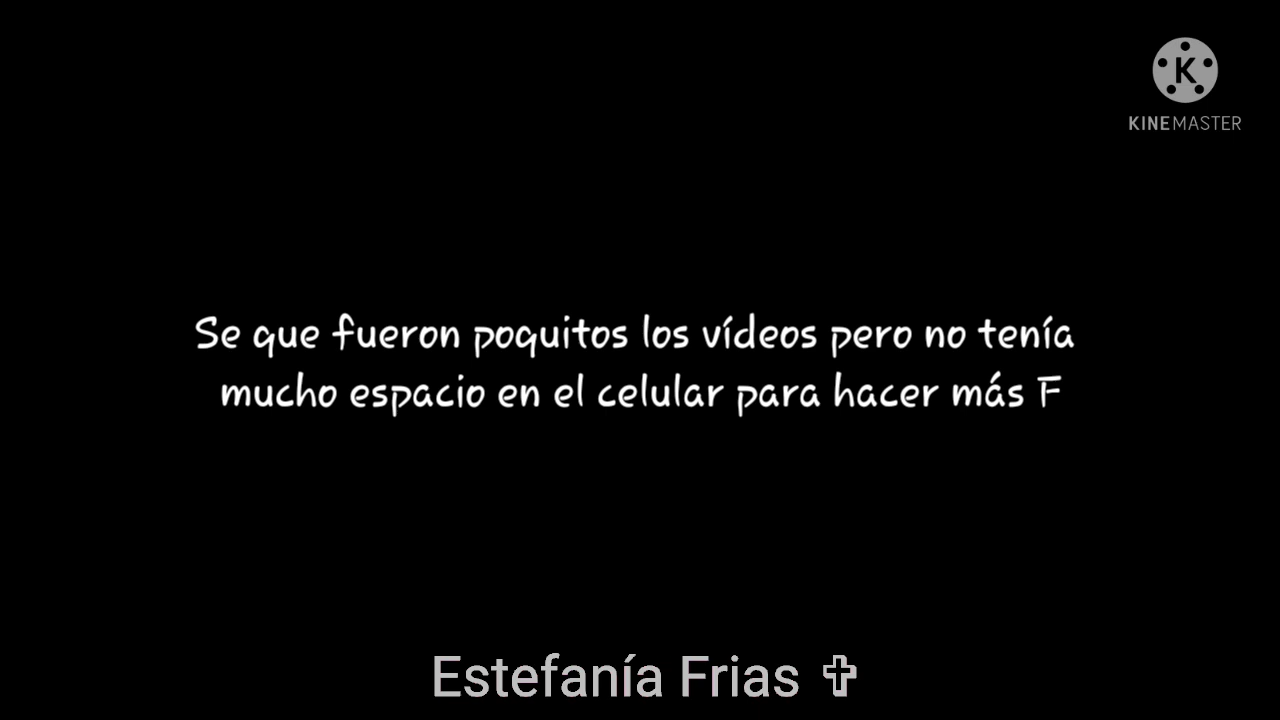 K
KINEMASTER
Se que fueron poquitos los vídeos pero no tenía
mucho espacio en el celular para hacer más F
Estefanía Frias ✞